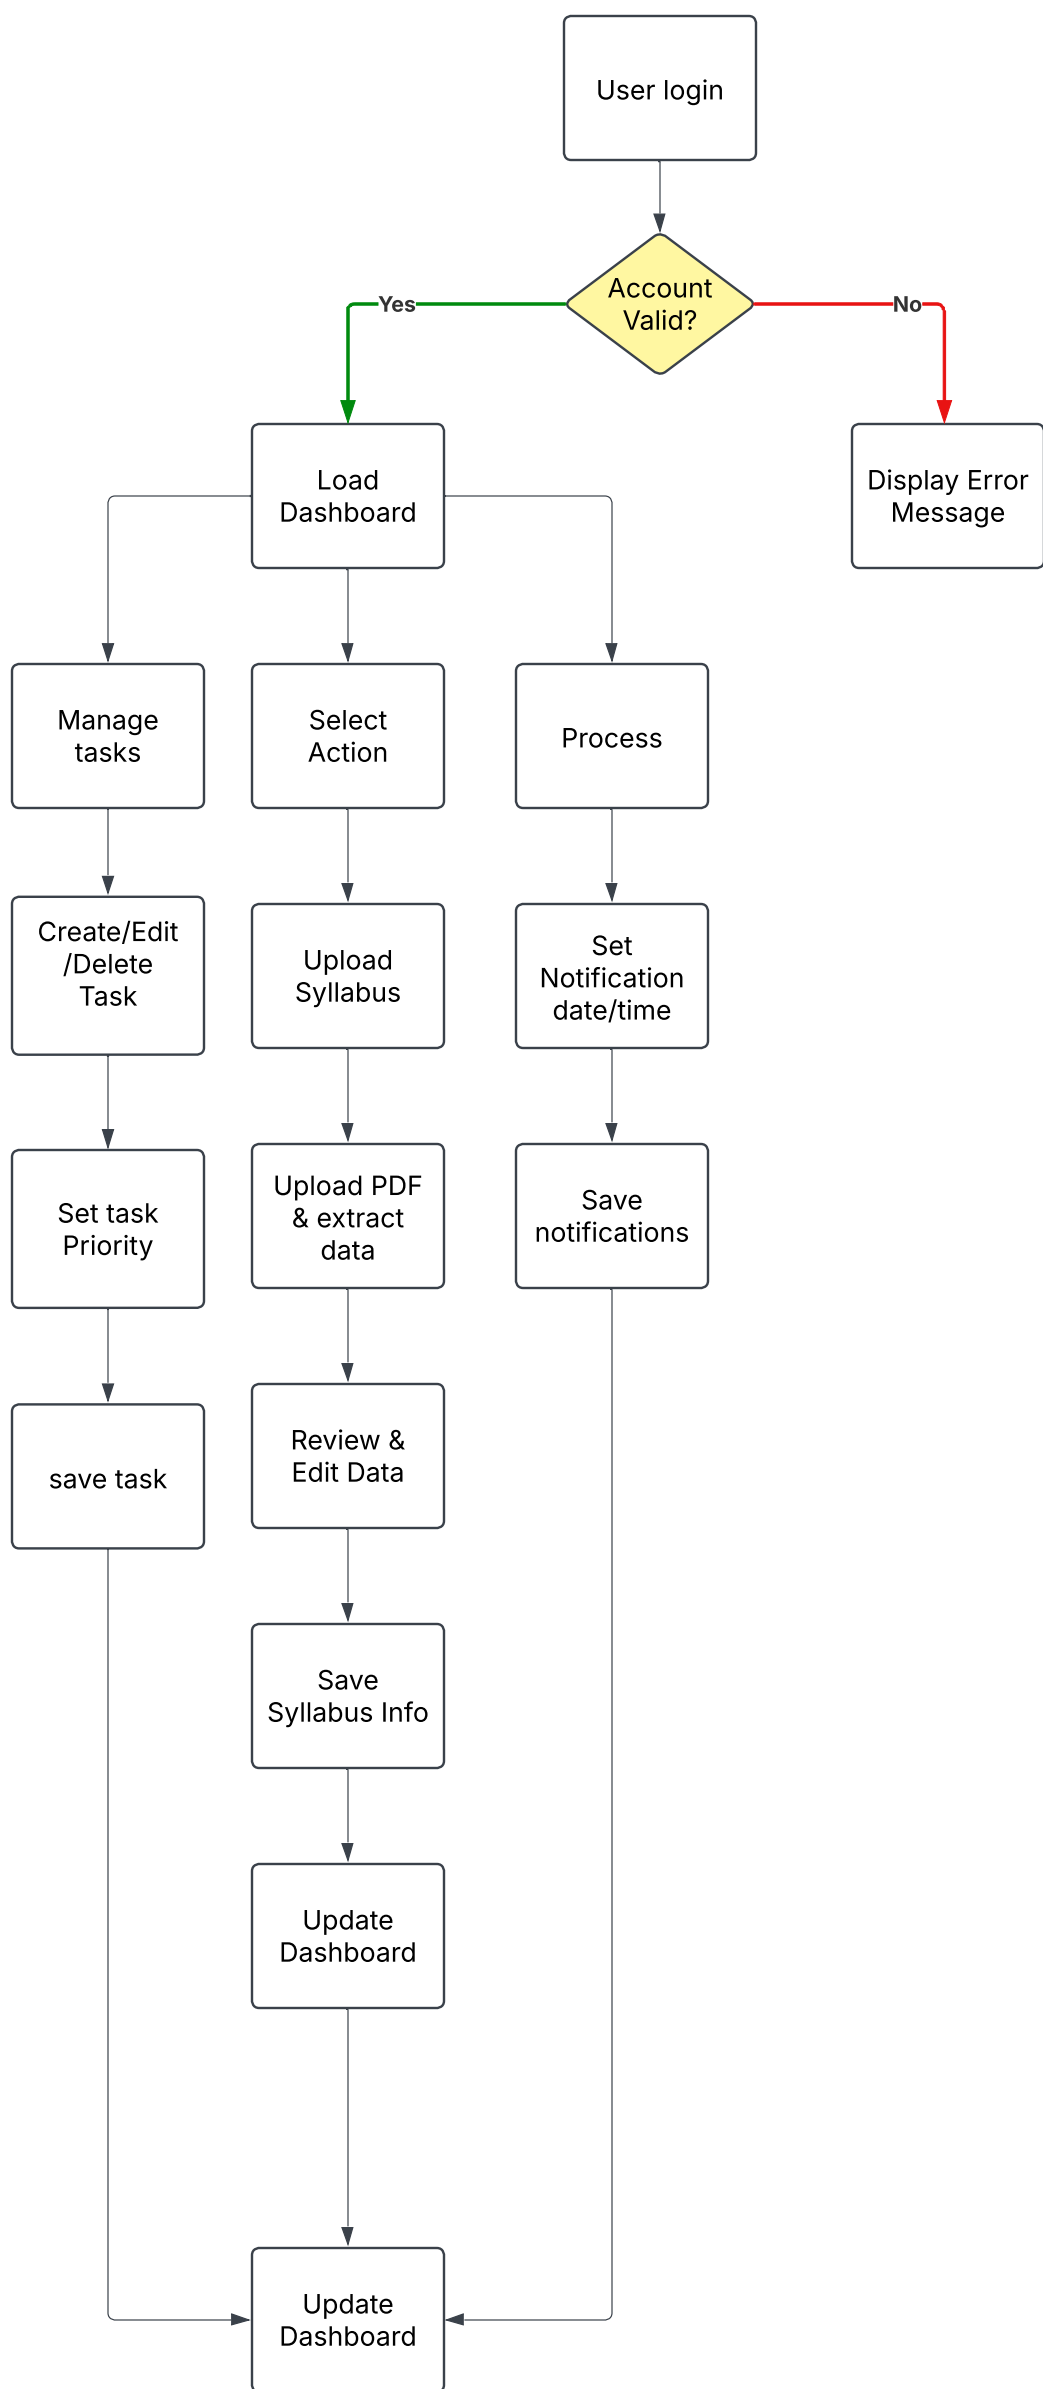 User login
Account
Valid?
Yes
No
Load
Dashboard
Display Error
Message
Manage
tasks
Select
Action
Process
Create/Edit
/Delete
Task
Upload
Syllabus
Set
Notification
date/time
Set task
Priority
Upload PDF
& extract
data
Save
notifications
save task
Review &
Edit Data
Save
Syllabus Info
Update
Dashboard
Update
Dashboard